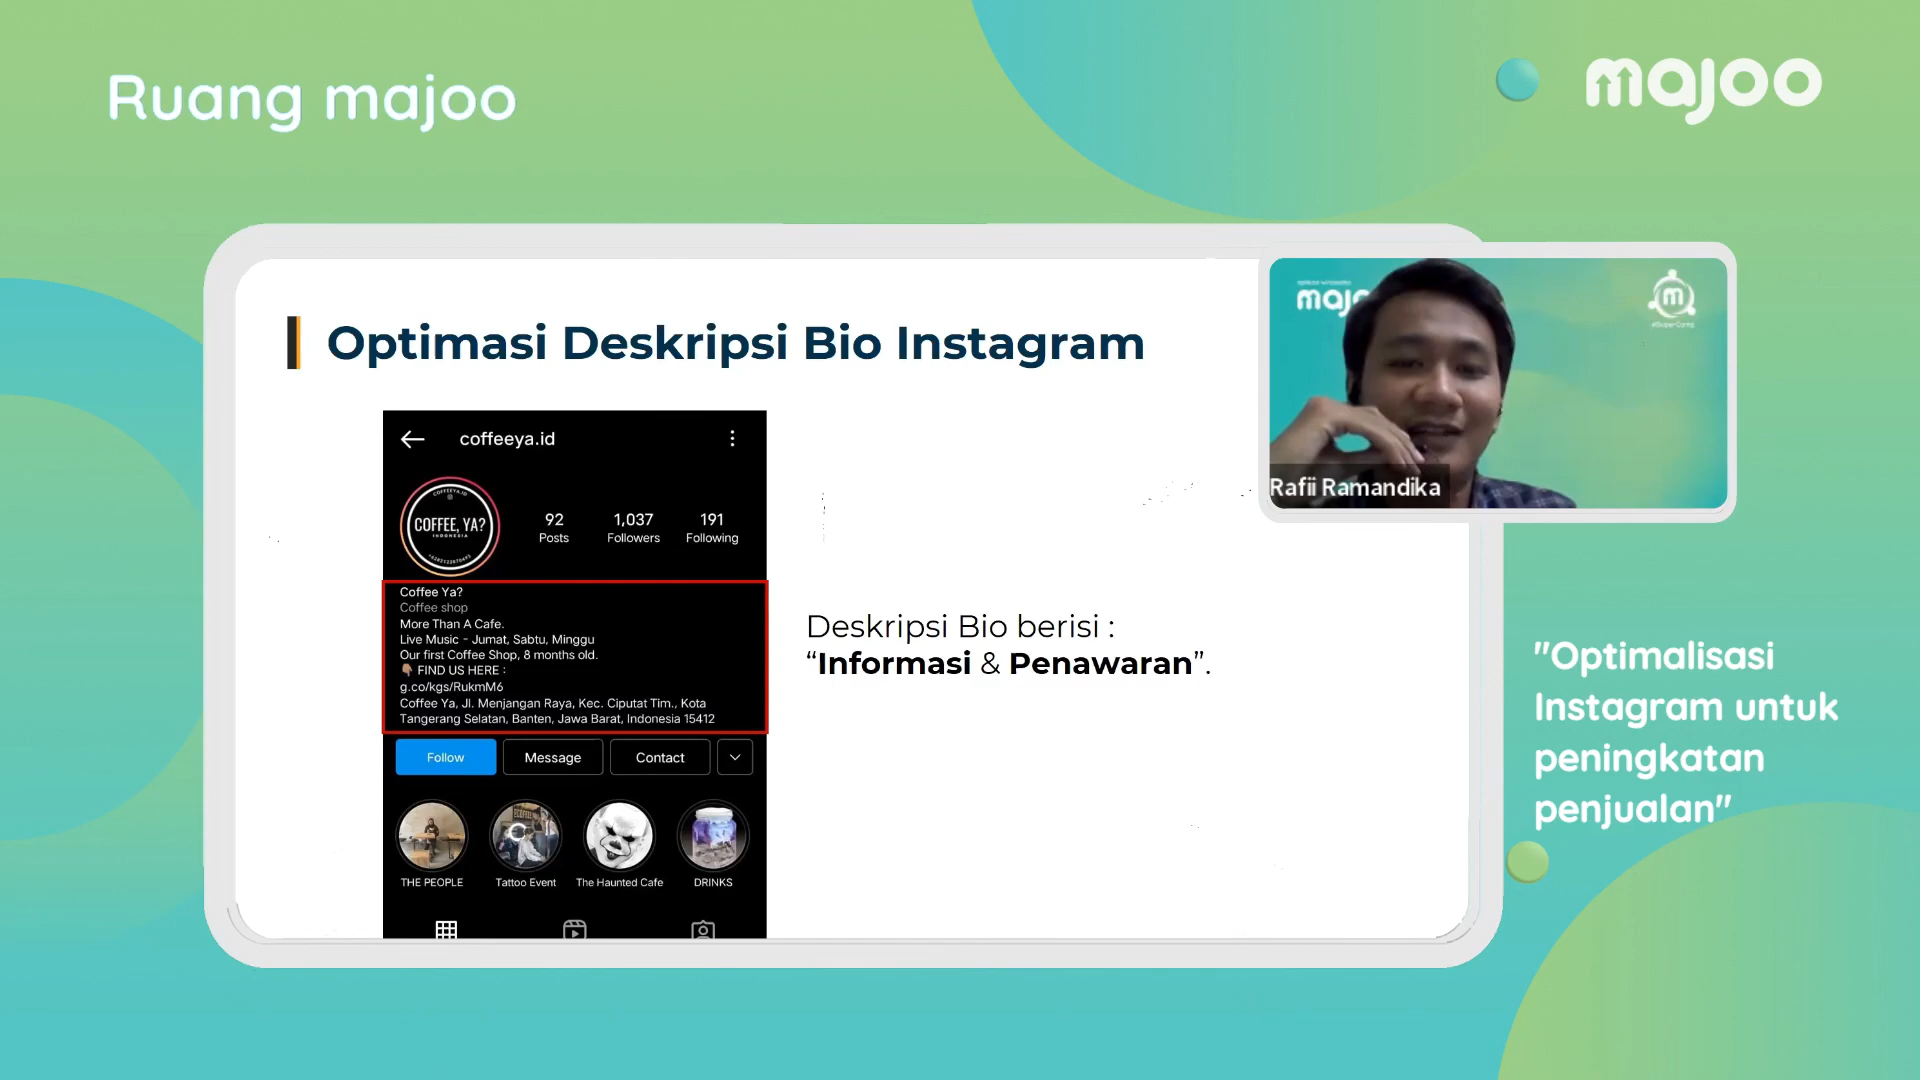 Ruang majoo
majoo
Optimasi Deskripsi Bio Instagram
coffeeya.id
COFFEEYA.ID
COFFEE, YA?
INDONESIA
92
Posts
1,037
Followers
191
Following
Coffee Ya?
Coffee shop
More Than A Cafe.
Live Music - Jumat, Sabtu, Minggu
Our first Coffee Shop, 8 months old.
FIND US HERE :
g.co/kgs/RukmM6
Coffee Ya, Jl. Menjangan Raya, Kec. Ciputat Tim., Kota
Tangerang Selatan, Banten, Jawa Barat, Indonesia 15412
Follow
Message
Contact
THE PEOPLE
Tattoo Event
The Haunted Cafe
DRINKS
Deskripsi Bio berisi :
“Informasi & Penawaran”.
m
Rafii Ramandika
"Optimalisasi
Instagram untuk
peningkatan
penjualan"